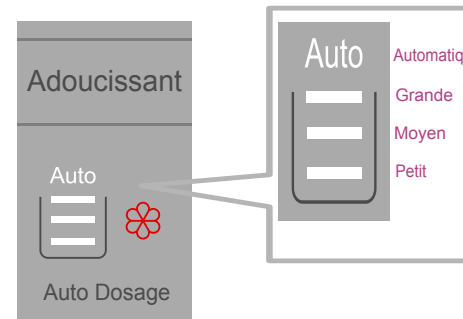 Adoucissant
Auto
Auto Dosage
Auto
Grande
Moyen
Petit